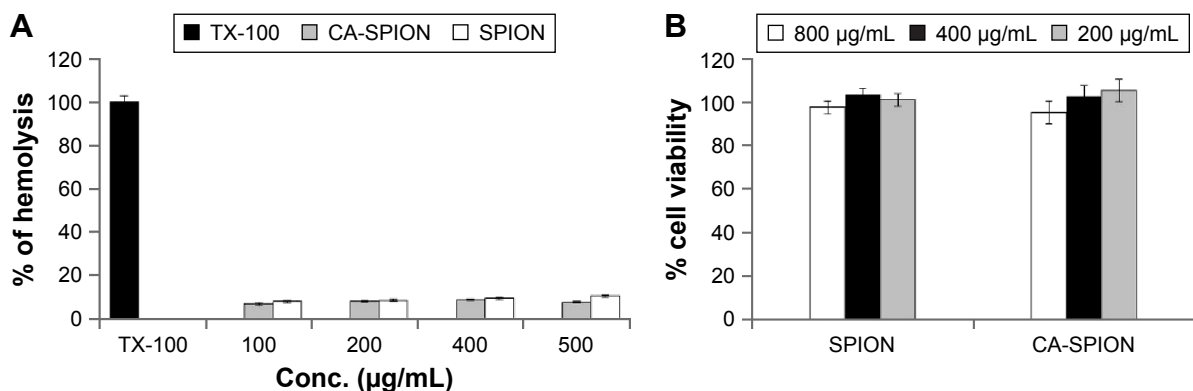 A
TX-100 CA-SPION SPION
120
100
80
60
40
20
0
% of hemolysis
TX-100 100 200 400 500
Conc. (µg/mL)
B
800 µg/mL 400 µg/mL 200 µg/mL
120
100
80
60
40
20
0
% cell viability
SPION CA-SPION